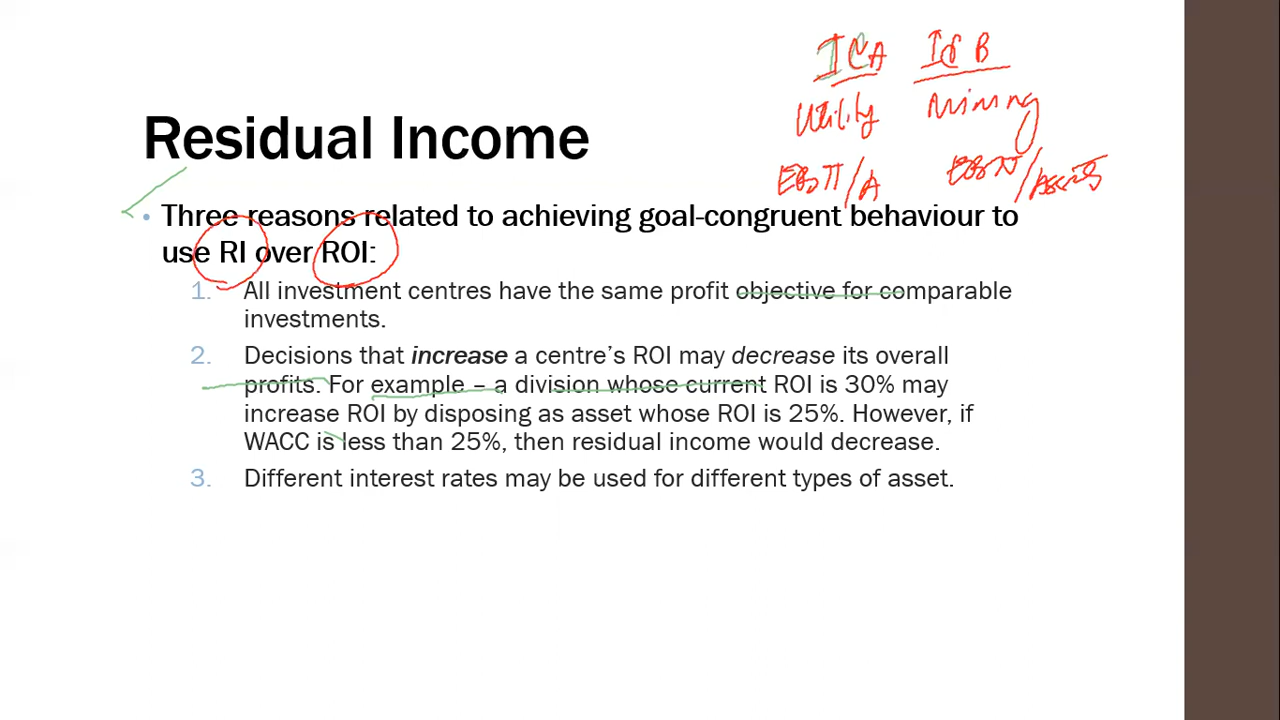 ICA IC B
Utility Mining
EBIT/A EBIT/Assets
Residual Income
• Three reasons related to achieving goal-congruent behaviour to
use RI over ROI:
1. All investment centres have the same profit objective for comparable
investments.
2. Decisions that increase a centre's ROI may decrease its overall
profits. For example – a division whose current ROI is 30% may
increase ROI by disposing as asset whose ROI is 25%. However, if
WACC is less than 25%, then residual income would decrease.
3. Different interest rates may be used for different types of asset.